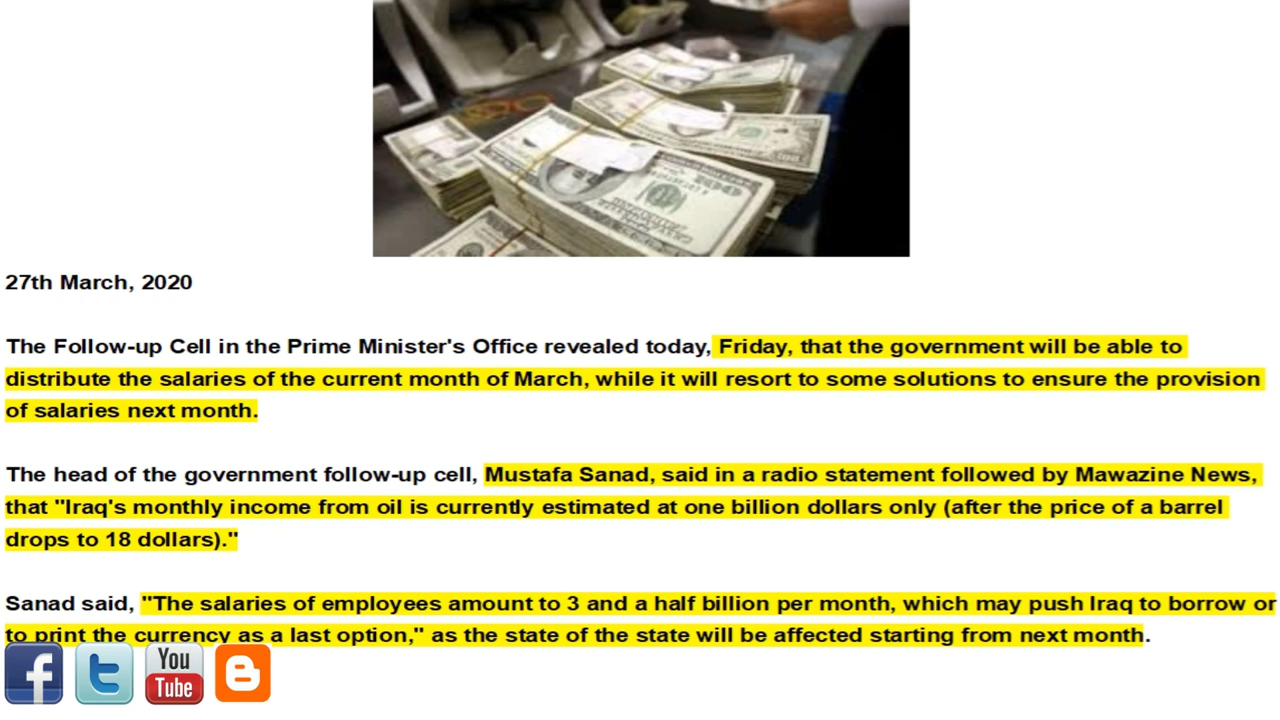 27th March, 2020
The Follow-up Cell in the Prime Minister's Office revealed today, Friday, that the government will be able to
distribute the salaries of the current month of March, while it will resort to some solutions to ensure the provision
of salaries next month.
The head of the government follow-up cell, Mustafa Sanad, said in a radio statement followed by Mawazine News,
that "Iraq's monthly income from oil is currently estimated at one billion dollars only (after the price of a barrel
drops to 18 dollars)."
Sanad said, "The salaries of employees amount to 3 and a half billion per month, which may push Iraq to borrow or
to print the currency as a last option," as the state of the state will be affected starting from next month.
You
Tube